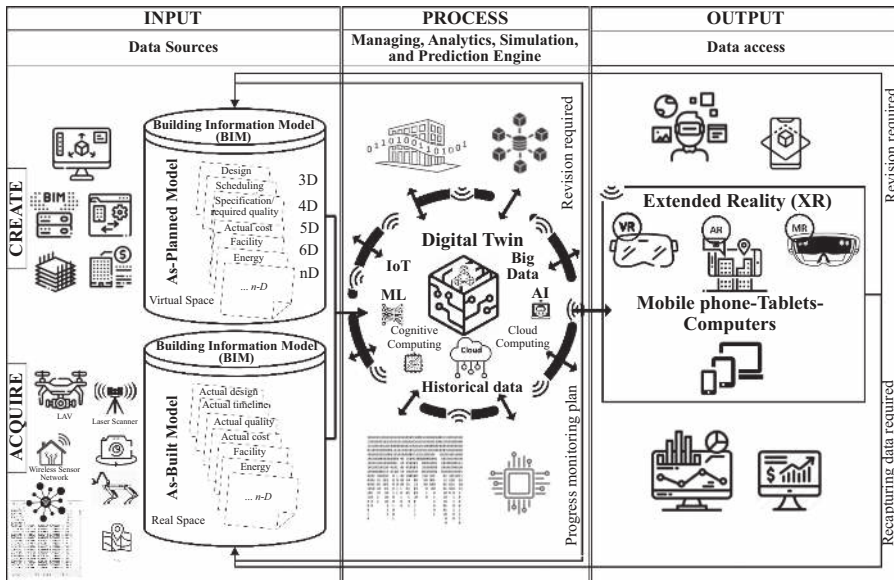 INPUT
Data Sources
PROCESS
Managing, Analytics, Simulation,
and Prediction Engine
OUTPUT
Data access
CREATE
BIM
Building Information Model
(BIM)
As-Planned Model
Design
Scheduling
Specification/
required quality
Actual cost
Facility
Energy
... n-D
3D
4D
5D
6D
nD
Virtual Space
ACQUIRE
LAV
Laser Scanner
Wireless Sensor
Network
Building Information Model
(BIM)
As-Built Model
Actual design
Actual timeline
Actual quality
Actual cost
Facility
Energy
... n-D
Real Space
Revision required
Digital Twin
IoT
Big
Data
ML
AI
Cognitive
Computing
Cloud
Computing
Cloud
Historical data
Progress monitoring plan
Revision required
Extended Reality (XR)
VR
AR
MR
Mobile phone-Tablets-
Computers
Recapturing data required